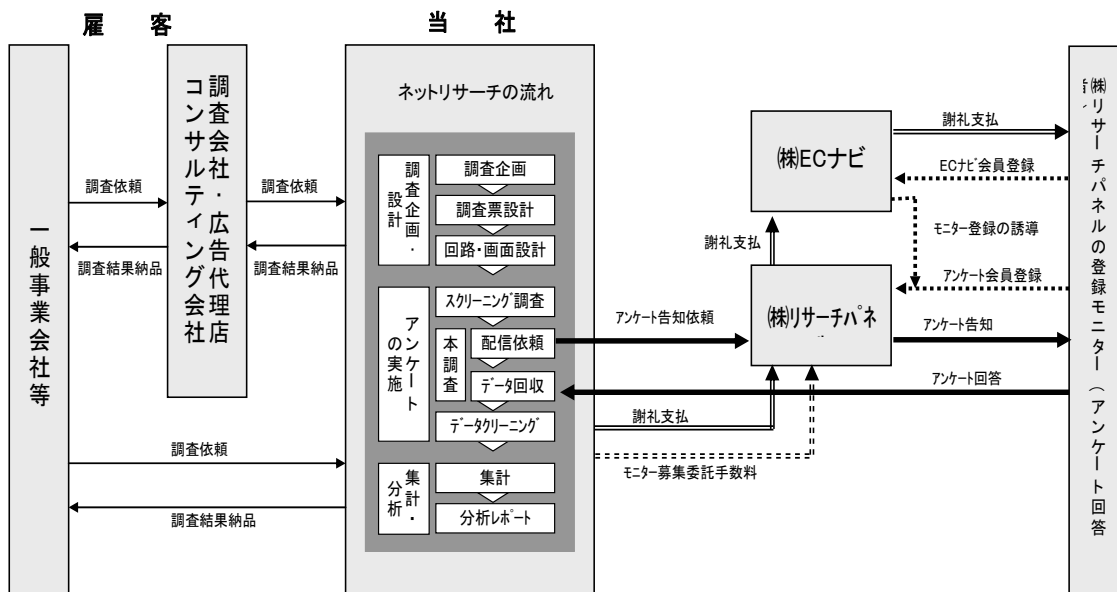 雇　客
当　社
一般事業会社等
調査会社・広告代理店
コンサルティング会社
調査依頼
調査結果納品
調査依頼
調査結果納品
調査依頼
調査結果納品
ネットリサーチの流れ
調査企画・
設計
調査企画
調査票設計
回路・画面設計
アンケート
の実施
スクリーニング調査
本調査
配信依頼
データ回収
データクリーニング
集計・
分析
集計
分析レポート
アンケート告知依頼
謝礼支払
モニター募集委託手数料
㈱ECナビ
謝礼支払
㈱リサーチパネ
謝礼支払
ECナビ会員登録
モニター登録の誘導
アンケート会員登録
アンケート告知
アンケート回答
㈱リサーチパネルの登録モニター（アンケート回答